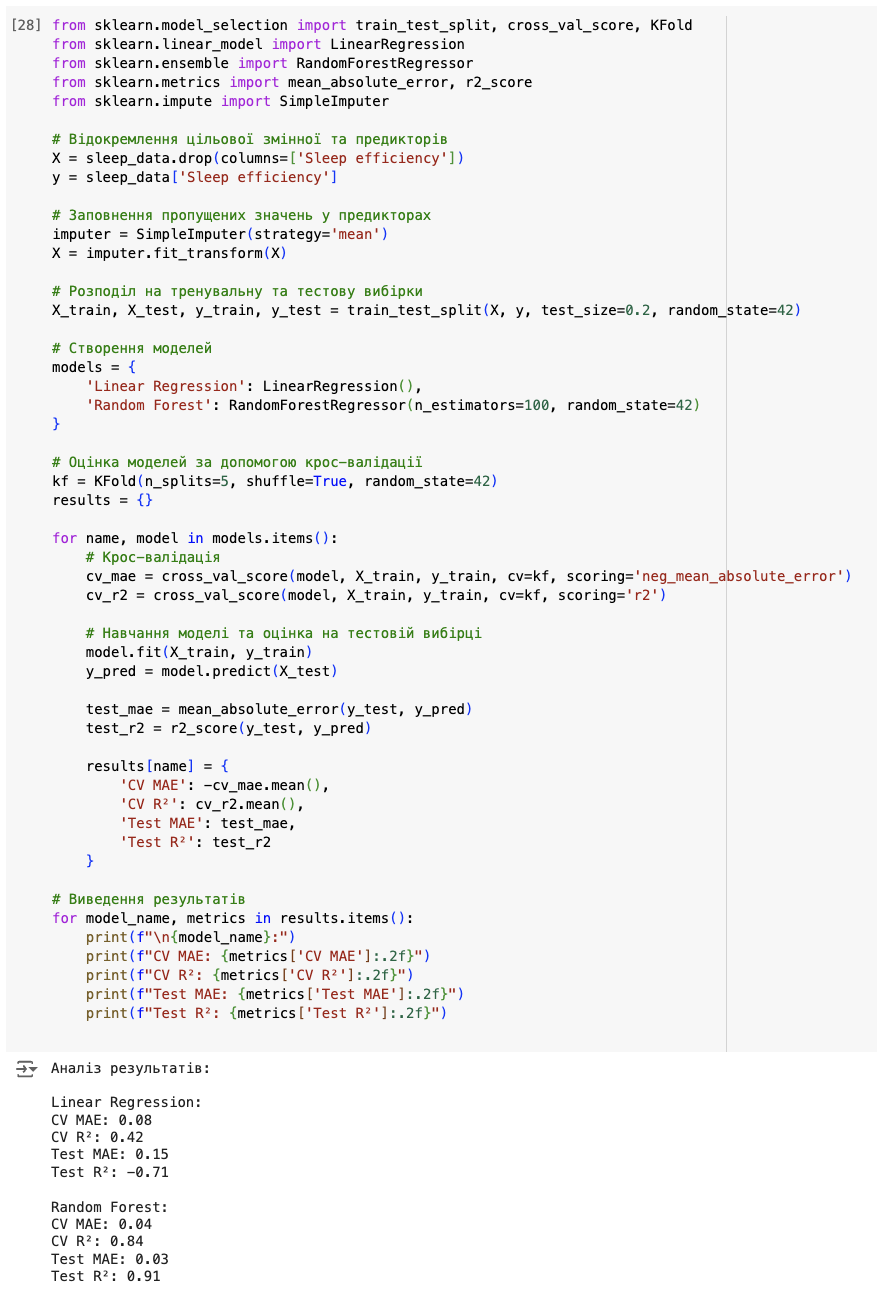 [28] from sklearn.model_selection import train_test_split, cross_val_score, KFold
from sklearn.linear_model import LinearRegression
from sklearn.ensemble import RandomForestRegressor
from sklearn.metrics import mean_absolute_error, r2_score
from sklearn.impute import SimpleImputer

# Відокремлення цільової змінної та предикторів
X = sleep_data.drop(columns=['Sleep efficiency'])
y = sleep_data['Sleep efficiency']

# Заповнення пропущених значень у предикторах
imputer = SimpleImputer(strategy='mean')
X = imputer.fit_transform(X)

# Розподіл на тренувальну та тестову вибірки
X_train, X_test, y_train, y_test = train_test_split(X, y, test_size=0.2, random_state=42)

# Створення моделей
models = {
    'Linear Regression': LinearRegression(),
    'Random Forest': RandomForestRegressor(n_estimators=100, random_state=42)
}

# Оцінка моделей за допомогою крос-валідації
kf = KFold(n_splits=5, shuffle=True, random_state=42)
results = {}

for name, model in models.items():
    # Крос-валідація
    cv_mae = cross_val_score(model, X_train, y_train, cv=kf, scoring='neg_mean_absolute_error')
    cv_r2 = cross_val_score(model, X_train, y_train, cv=kf, scoring='r2')

    # Навчання моделі та оцінка на тестовій вибірці
    model.fit(X_train, y_train)
    y_pred = model.predict(X_test)

    test_mae = mean_absolute_error(y_test, y_pred)
    test_r2 = r2_score(y_test, y_pred)

    results[name] = {
        'CV MAE': -cv_mae.mean(),
        'CV R²': cv_r2.mean(),
        'Test MAE': test_mae,
        'Test R²': test_r2
    }

# Виведення результатів
for model_name, metrics in results.items():
    print(f"\n{model_name}:")
    print(f"CV MAE: {metrics['CV MAE']:.2f}")
    print(f"CV R²: {metrics['CV R²']:.2f}")
    print(f"Test MAE: {metrics['Test MAE']:.2f}")
    print(f"Test R²: {metrics['Test R²']:.2f}")

Аналіз результатів:

Linear Regression:
CV MAE: 0.08
CV R²: 0.42
Test MAE: 0.15
Test R²: -0.71

Random Forest:
CV MAE: 0.04
CV R²: 0.84
Test MAE: 0.03
Test R²: 0.91